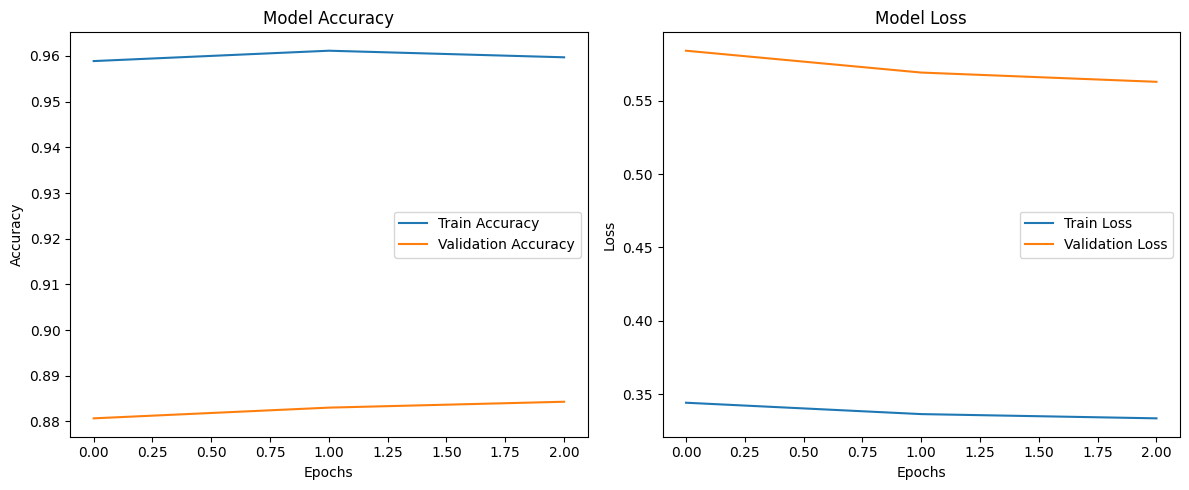 Model Accuracy
0.96
0.95
0.94
0.93
0.92
0.91
0.90
0.89
0.88
Accuracy
Train Accuracy
Validation Accuracy
0.00 0.25 0.50 0.75 1.00 1.25 1.50 1.75 2.00
Epochs
Model Loss
0.55
0.50
0.45
0.40
0.35
Loss
Train Loss
Validation Loss
0.00 0.25 0.50 0.75 1.00 1.25 1.50 1.75 2.00
Epochs